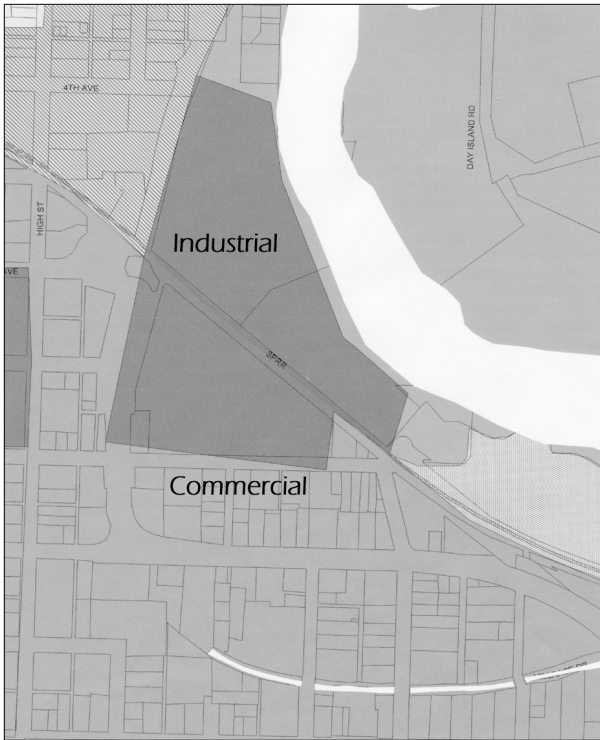 4TH AVE
DAY ISLAND RD
HIGH ST
Industrial
AVE
SPRR
Commercial